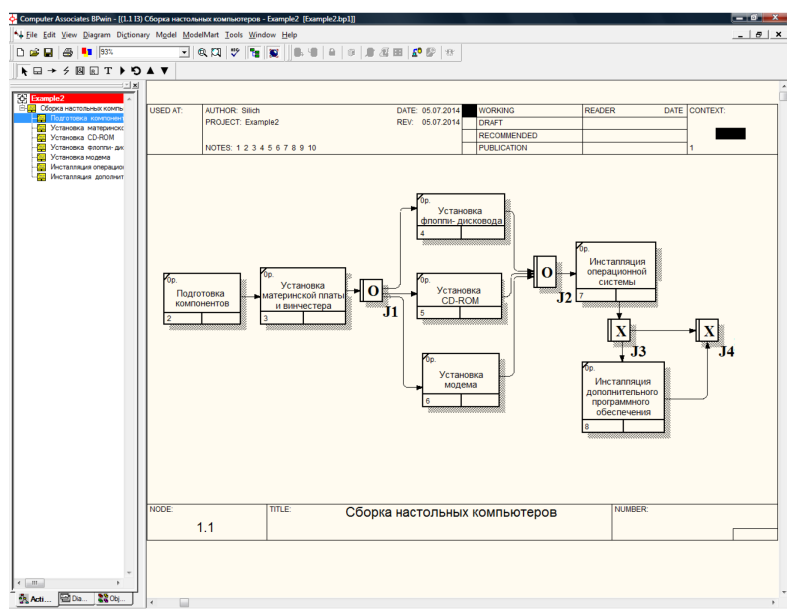 Computer Associates BPwin - [(1.1 I3) Сборка настольных компьютеров - Example2 [Example2.bp1]]
File Edit View Diagram Dictionary Model ModelMart Tools Window Help
93%
Example2
Сборка настольных компь
Подготовка компонент
Установка материнско
Установка CD-ROM
Установка флоппи- дис
Установка модема
Инсталляция операцион
Инсталляция дополнит
Acti...
Dia...
Obj...
USED AT:
AUTHOR: Silich
DATE: 05.07.2014
WORKING
READER
DATE
CONTEXT:
PROJECT: Example2
REV: 05.07.2014
DRAFT
RECOMMENDED
NOTES: 1 2 3 4 5 6 7 8 9 10
PUBLICATION
1
0р.
Установка
флоппи- дисковода
4
0р.
Подготовка
компонентов
2
0р.
Установка
материнской платы
и винчестера
3
O
J1
0р.
Установка
CD-ROM
5
0р.
Установка
модема
6
O
J2
0р.
Инсталляция
операционной
системы
7
X
J3
X
J4
0р.
Инсталляция
дополнительного
программного
обеспечения
8
NODE:
1.1
TITLE:
Сборка настольных компьютеров
NUMBER: